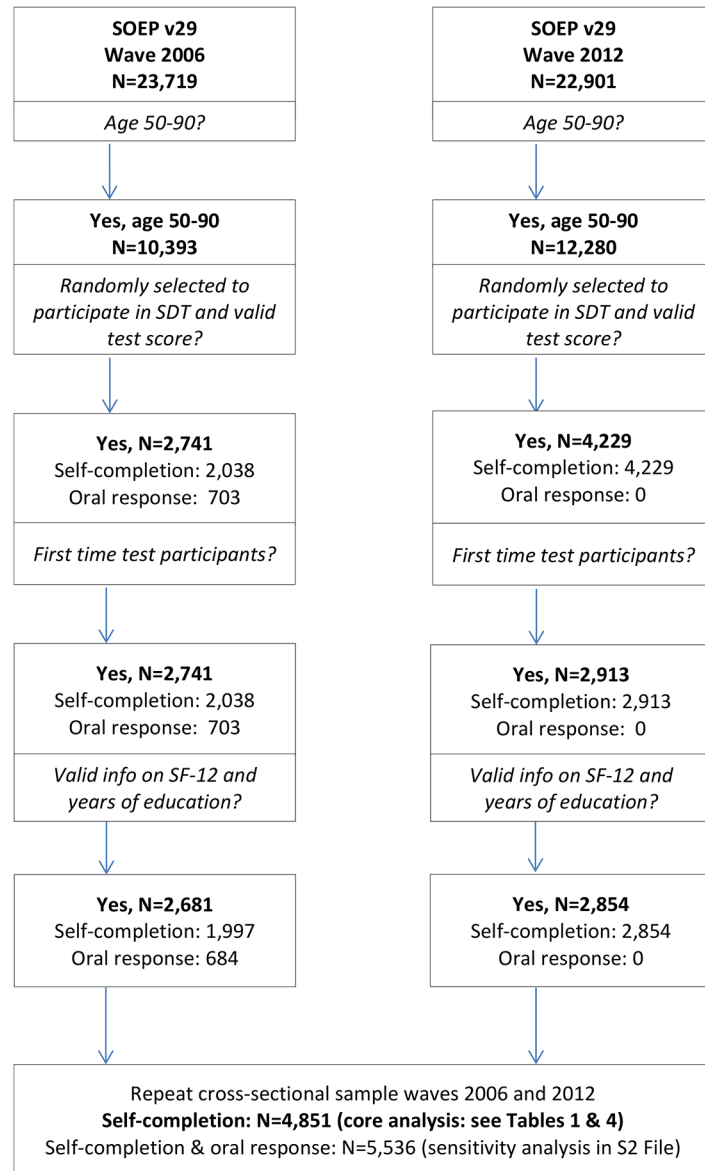 SOEP v29
Wave 2006
N=23,719
Age 50-90?
Yes, age 50-90
N=10,393
Randomly selected to
participate in SDT and valid
test score?
Yes, N=2,741
Self-completion: 2,038
Oral response: 703
First time test participants?
Yes, N=2,741
Self-completion: 2,038
Oral response: 703
Valid info on SF-12 and
years of education?
Yes, N=2,681
Self-completion: 1,997
Oral response: 684
SOEP v29
Wave 2012
N=22,901
Age 50-90?
Yes, age 50-90
N=12,280
Randomly selected to
participate in SDT and valid
test score?
Yes, N=4,229
Self-completion: 4,229
Oral response: 0
First time test participants?
Yes, N=2,913
Self-completion: 2,913
Oral response: 0
Valid info on SF-12 and
years of education?
Yes, N=2,854
Self-completion: 2,854
Oral response: 0
Repeat cross-sectional sample waves 2006 and 2012
Self-completion: N=4,851 (core analysis: see Tables 1 & 4)
Self-completion & oral response: N=5,536 (sensitivity analysis in S2 File)